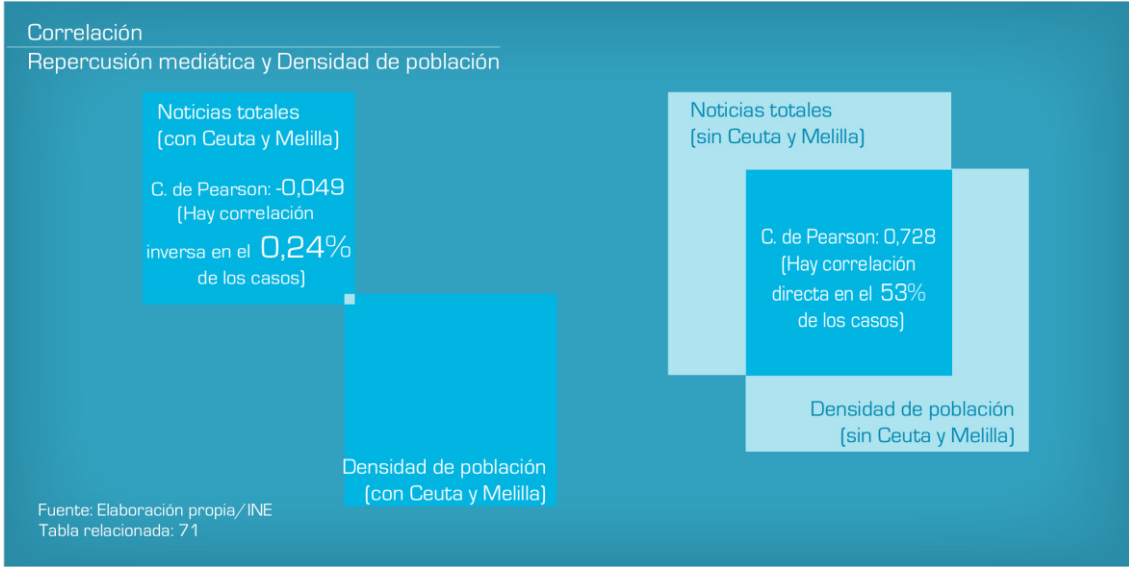 Correlación
Repercusión mediática y Densidad de población
Noticias totales
(con Ceuta y Melilla)
C. de Pearson: -0,049
(Hay correlación
inversa en el 0,24%
de los casos)
Densidad de población
(con Ceuta y Melilla)
Noticias totales
(sin Ceuta y Melilla)
C. de Pearson: 0,728
(Hay correlación
directa en el 53%
de los casos)
Densidad de población
(sin Ceuta y Melilla)
Fuente: Elaboración propia/INE
Tabla relacionada: 71